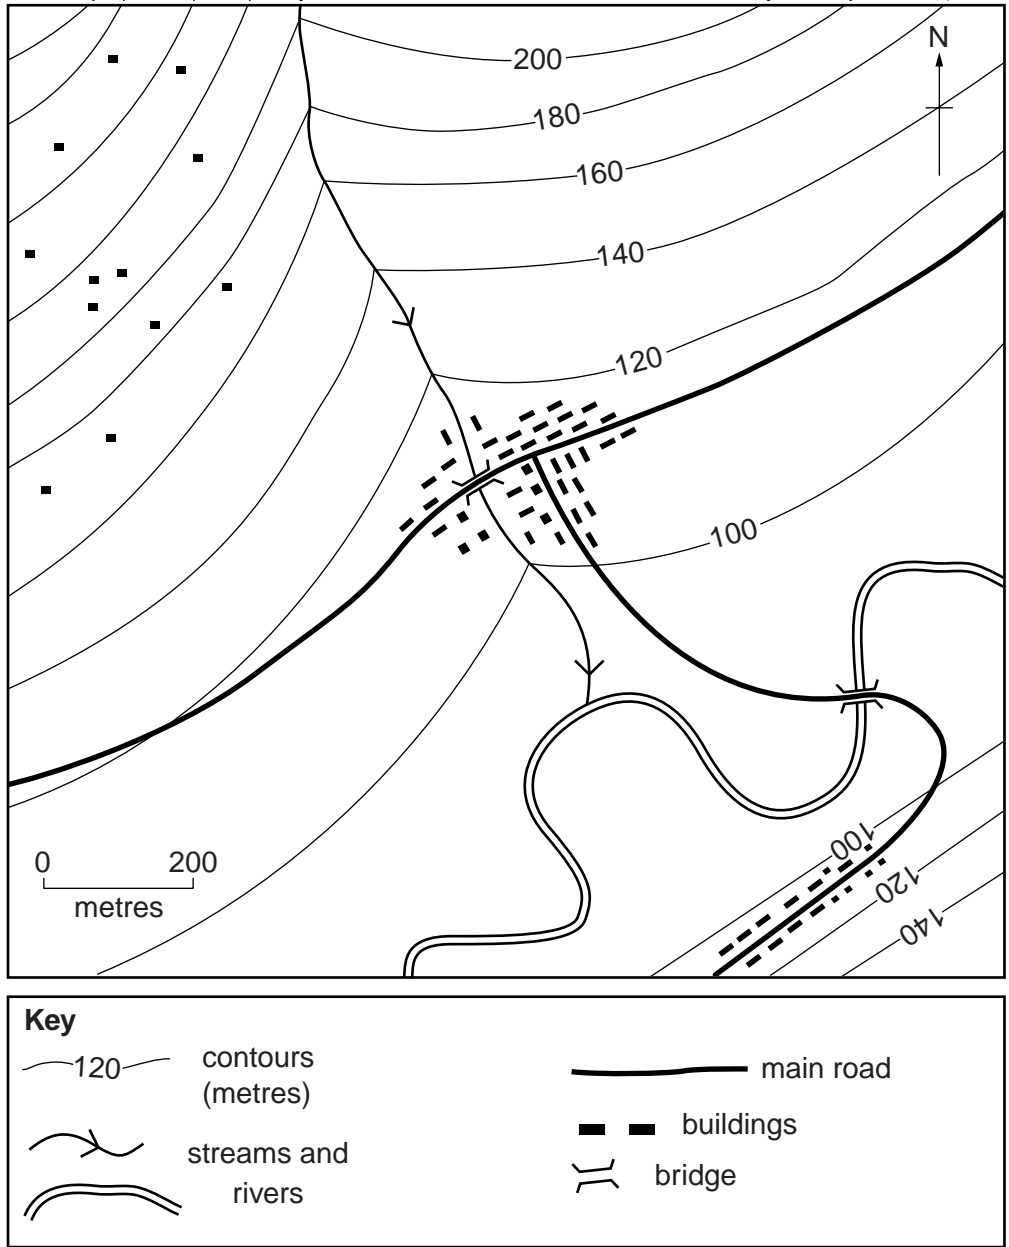 N
200
180
160
140
120
100
0 200
metres
100
120
140
Key
120
contours
(metres)
main road
streams and
rivers
buildings
bridge